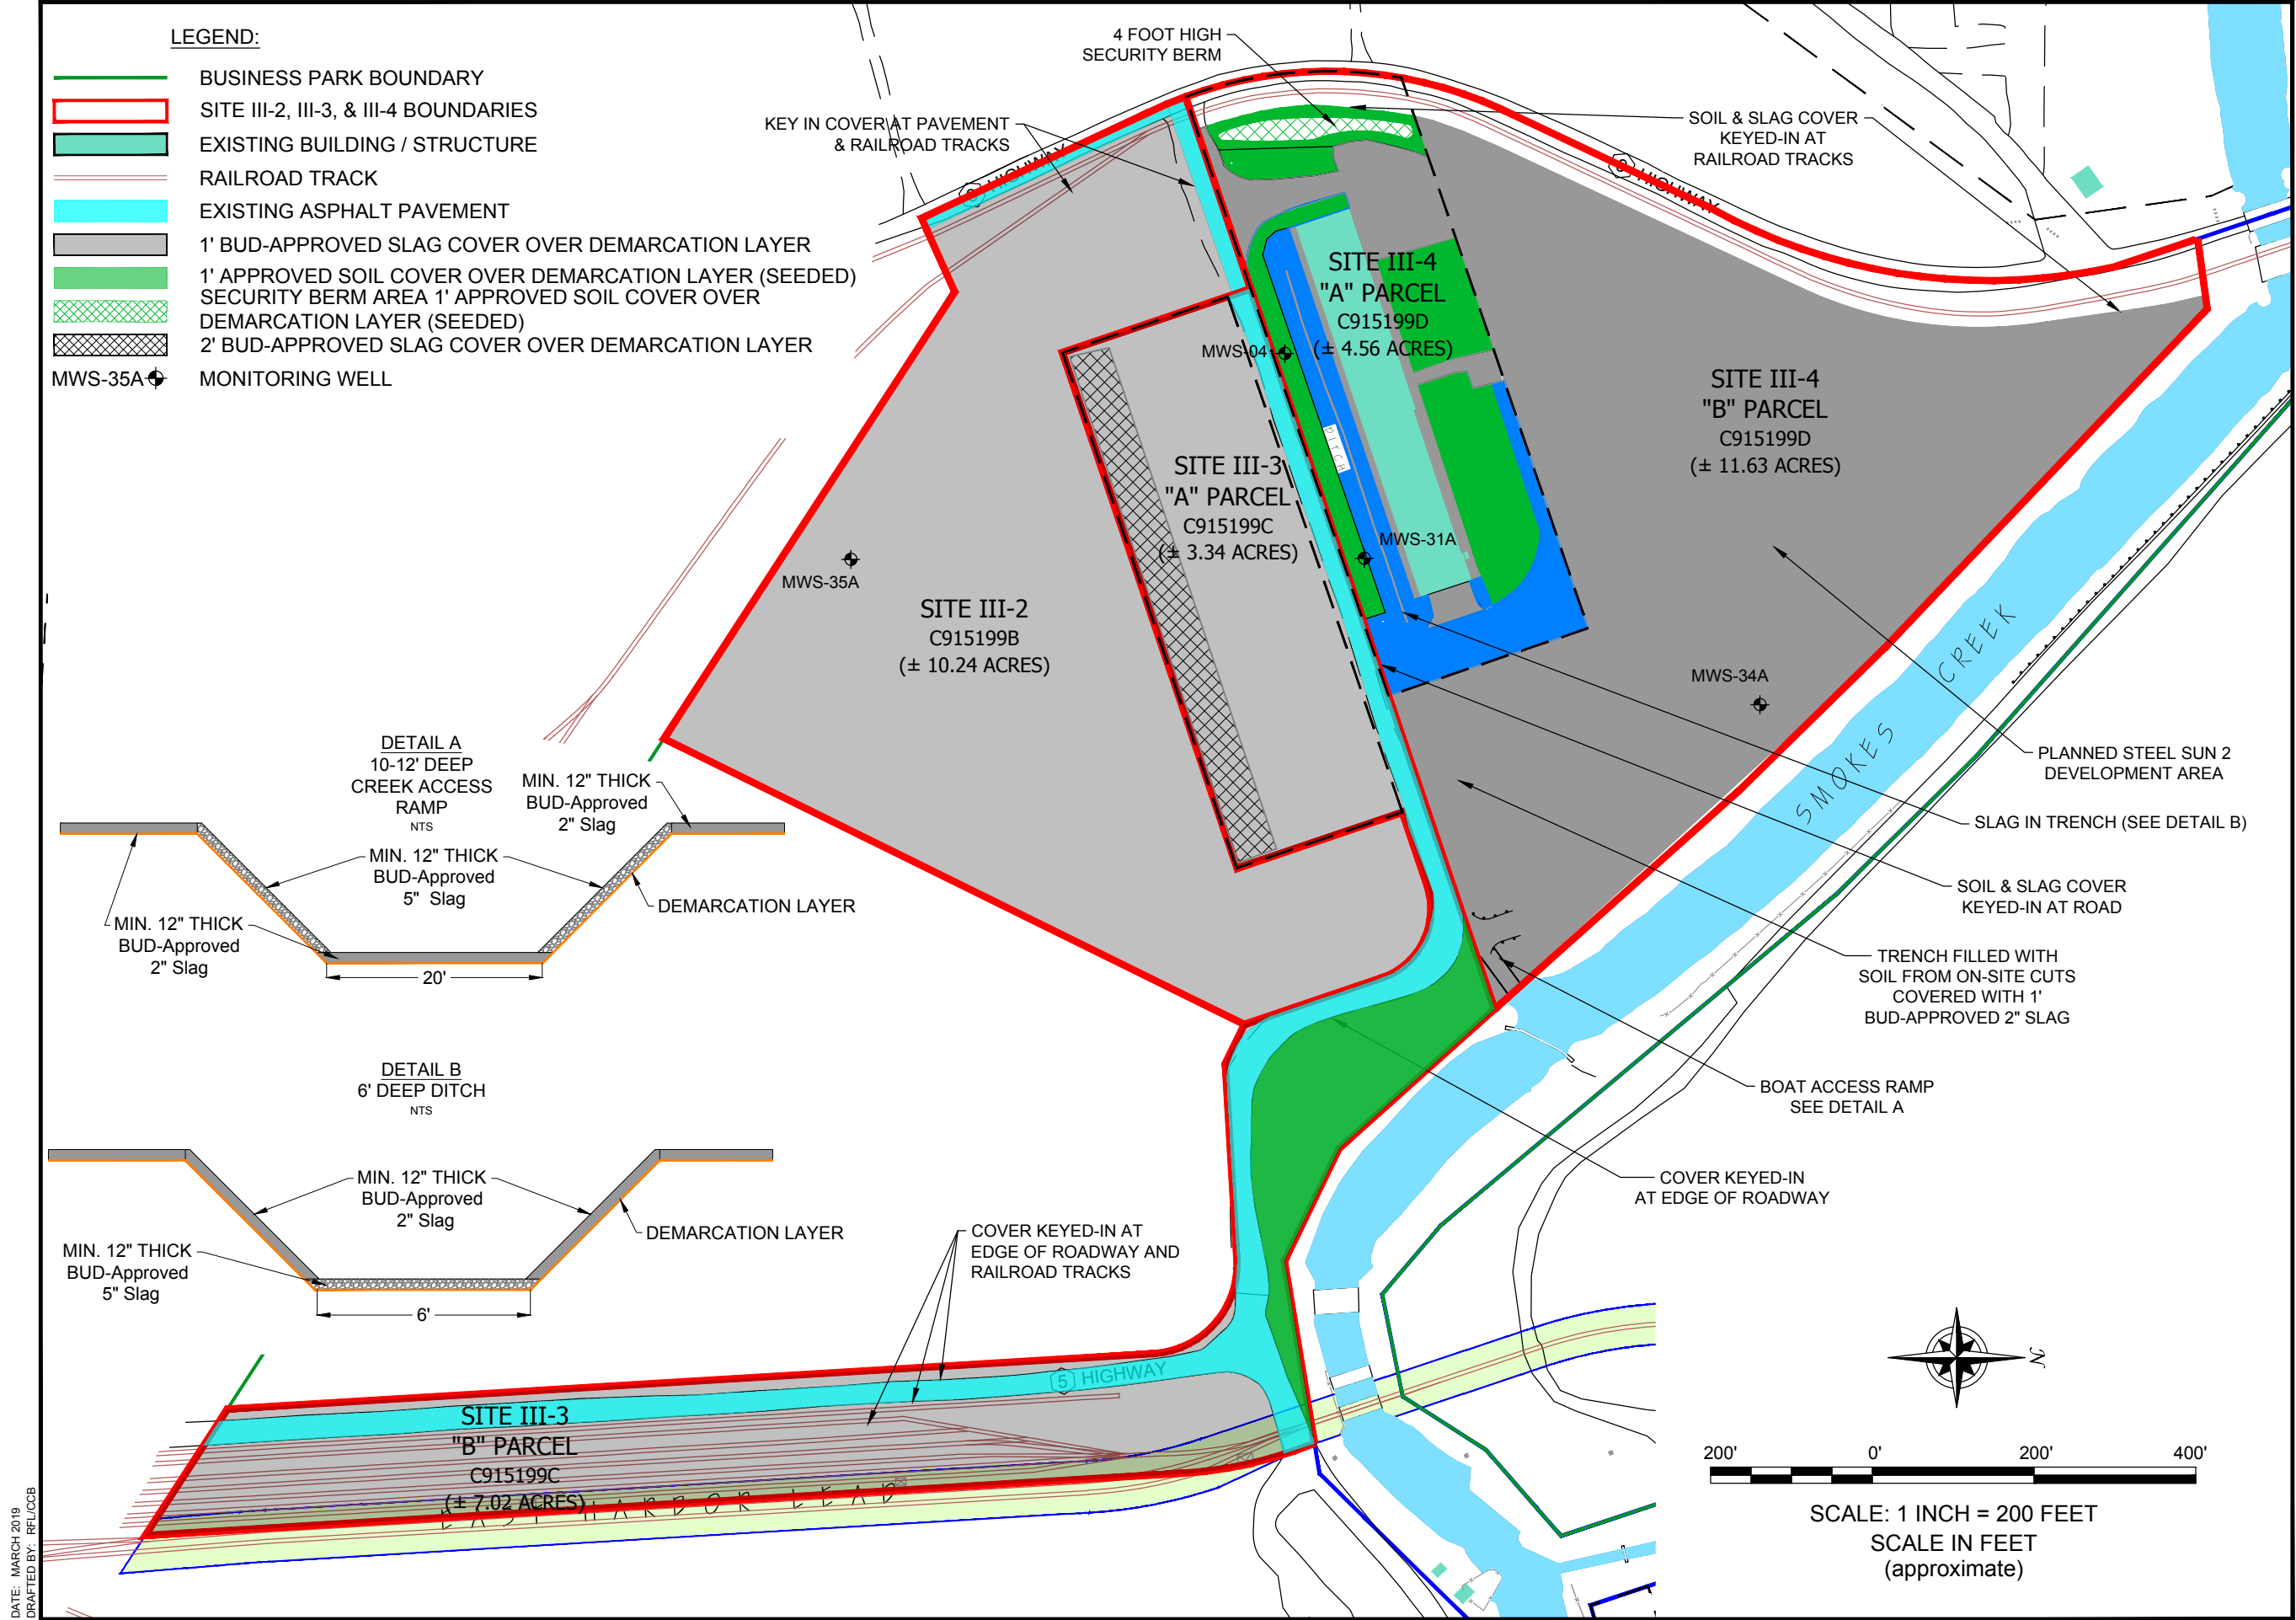 LEGEND:
BUSINESS PARK BOUNDARY
SITE III-2, III-3, & III-4 BOUNDARIES
EXISTING BUILDING / STRUCTURE
RAILROAD TRACK
EXISTING ASPHALT PAVEMENT
1' BUD-APPROVED SLAG COVER OVER DEMARCATION LAYER
1' APPROVED SOIL COVER OVER DEMARCATION LAYER (SEEDED)
SECURITY BERM AREA 1' APPROVED SOIL COVER OVER
DEMARCATION LAYER (SEEDED)
2' BUD-APPROVED SLAG COVER OVER DEMARCATION LAYER
MWS-35A
MONITORING WELL
4 FOOT HIGH
SECURITY BERM
KEY IN COVER AT PAVEMENT
& RAILROAD TRACKS
SOIL & SLAG COVER
KEYED-IN AT
RAILROAD TRACKS
HIGHWAY
HIGHWAY
SITE III-4
"A" PARCEL
C915199D
(± 4.56 ACRES)
MWS-04
DITCH
SITE III-4
"B" PARCEL
C915199D
(± 11.63 ACRES)
SITE III-3
"A" PARCEL
C915199C
(± 3.34 ACRES)
MWS-31A
MWS-35A
SITE III-2
C915199B
(± 10.24 ACRES)
MWS-34A
SMOKES CREEK
PLANNED STEEL SUN 2
DEVELOPMENT AREA
SLAG IN TRENCH (SEE DETAIL B)
SOIL & SLAG COVER
KEYED-IN AT ROAD
TRENCH FILLED WITH
SOIL FROM ON-SITE CUTS
COVERED WITH 1'
BUD-APPROVED 2" SLAG
BOAT ACCESS RAMP
SEE DETAIL A
COVER KEYED-IN
AT EDGE OF ROADWAY
DETAIL A
10-12' DEEP
CREEK ACCESS
RAMP
NTS
MIN. 12" THICK
BUD-Approved
2" Slag
MIN. 12" THICK
BUD-Approved
5" Slag
DEMARCATION LAYER
MIN. 12" THICK
BUD-Approved
2" Slag
20'
DETAIL B
6' DEEP DITCH
NTS
MIN. 12" THICK
BUD-Approved
2" Slag
DEMARCATION LAYER
MIN. 12" THICK
BUD-Approved
5" Slag
6'
COVER KEYED-IN AT
EDGE OF ROADWAY AND
RAILROAD TRACKS
5 HIGHWAY
SITE III-3
"B" PARCEL
C915199C
(± 7.02 ACRES)
EAST HARBOR LEAD
N
200' 0' 200' 400'
SCALE: 1 INCH = 200 FEET
SCALE IN FEET
(approximate)
DATE: MARCH 2019
DRAFTED BY: RFL/CCB